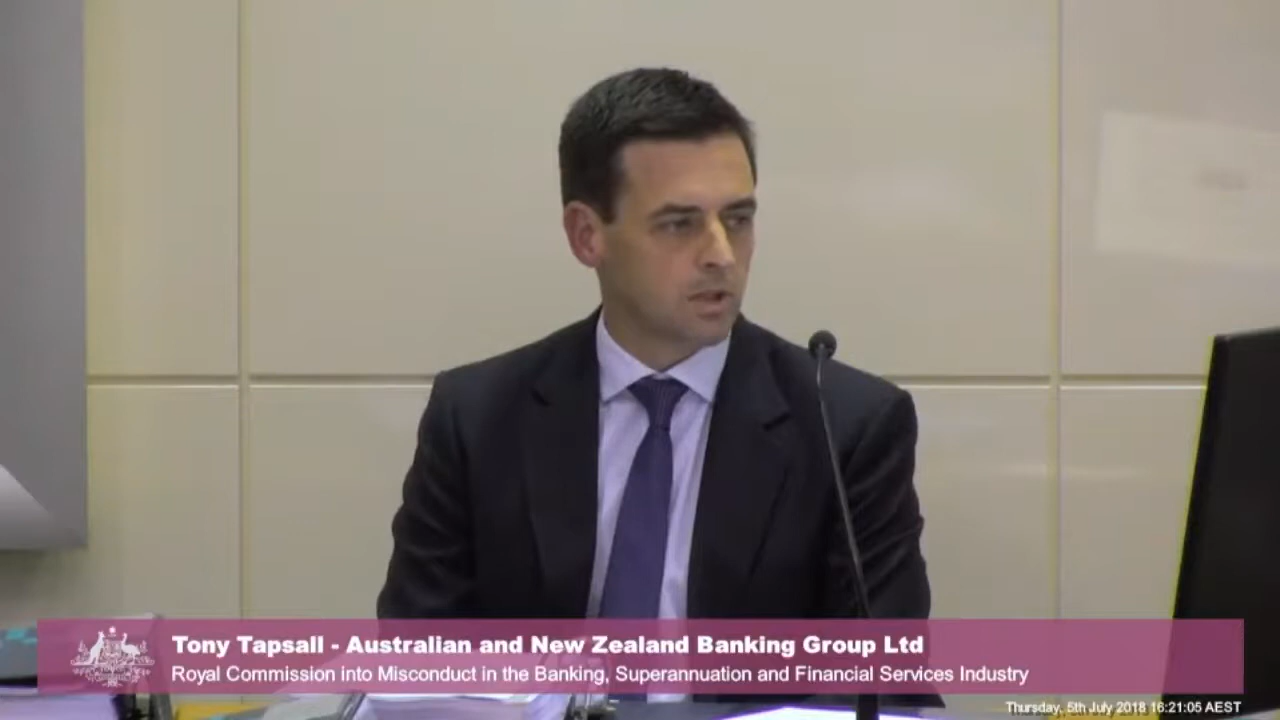 Tony Tapsall - Australian and New Zealand Banking Group Ltd
Royal Commission into Misconduct in the Banking, Superannuation and Financial Services Industry
Thursday, 5th July 2018 16:21:05 AEST